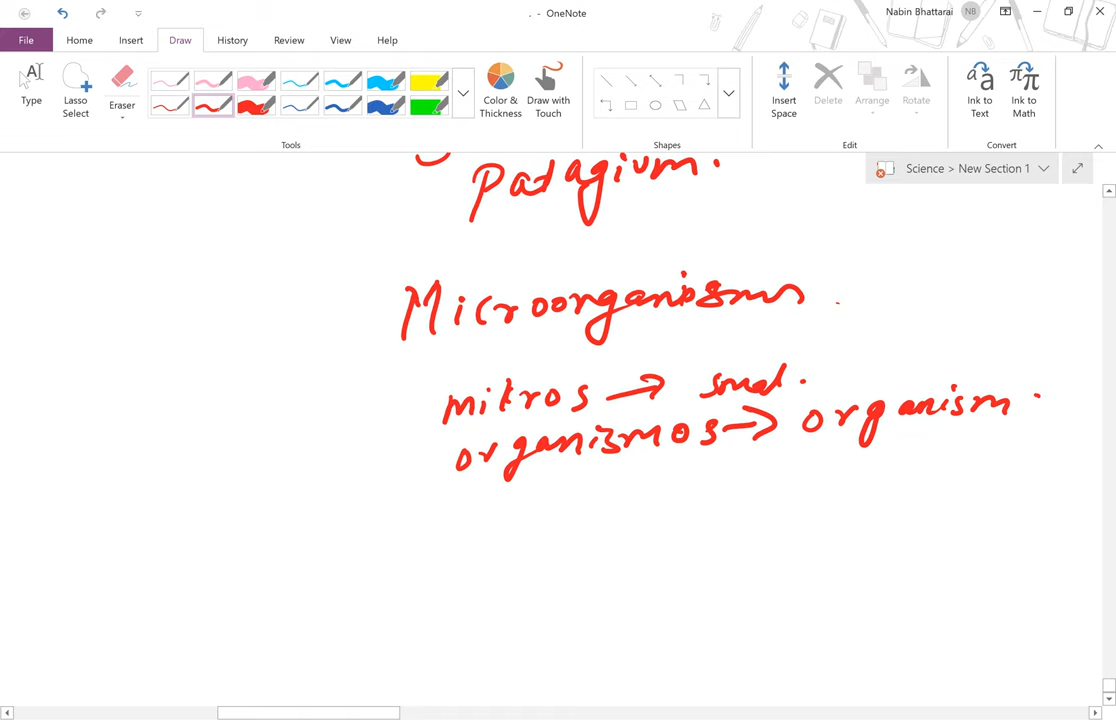 . - OneNote
Nabin Bhattarai NB
File Home Insert Draw History Review View Help
Type
Lasso Select
Eraser
Color & Thickness
Draw with Touch
Insert Space
Delete
Arrange
Rotate
Ink to Text
Ink to Math
Tools
Shapes
Edit
Convert
Science > New Section 1
Patagium.
Microorganisms.
mikros → small.
organismos → organism.